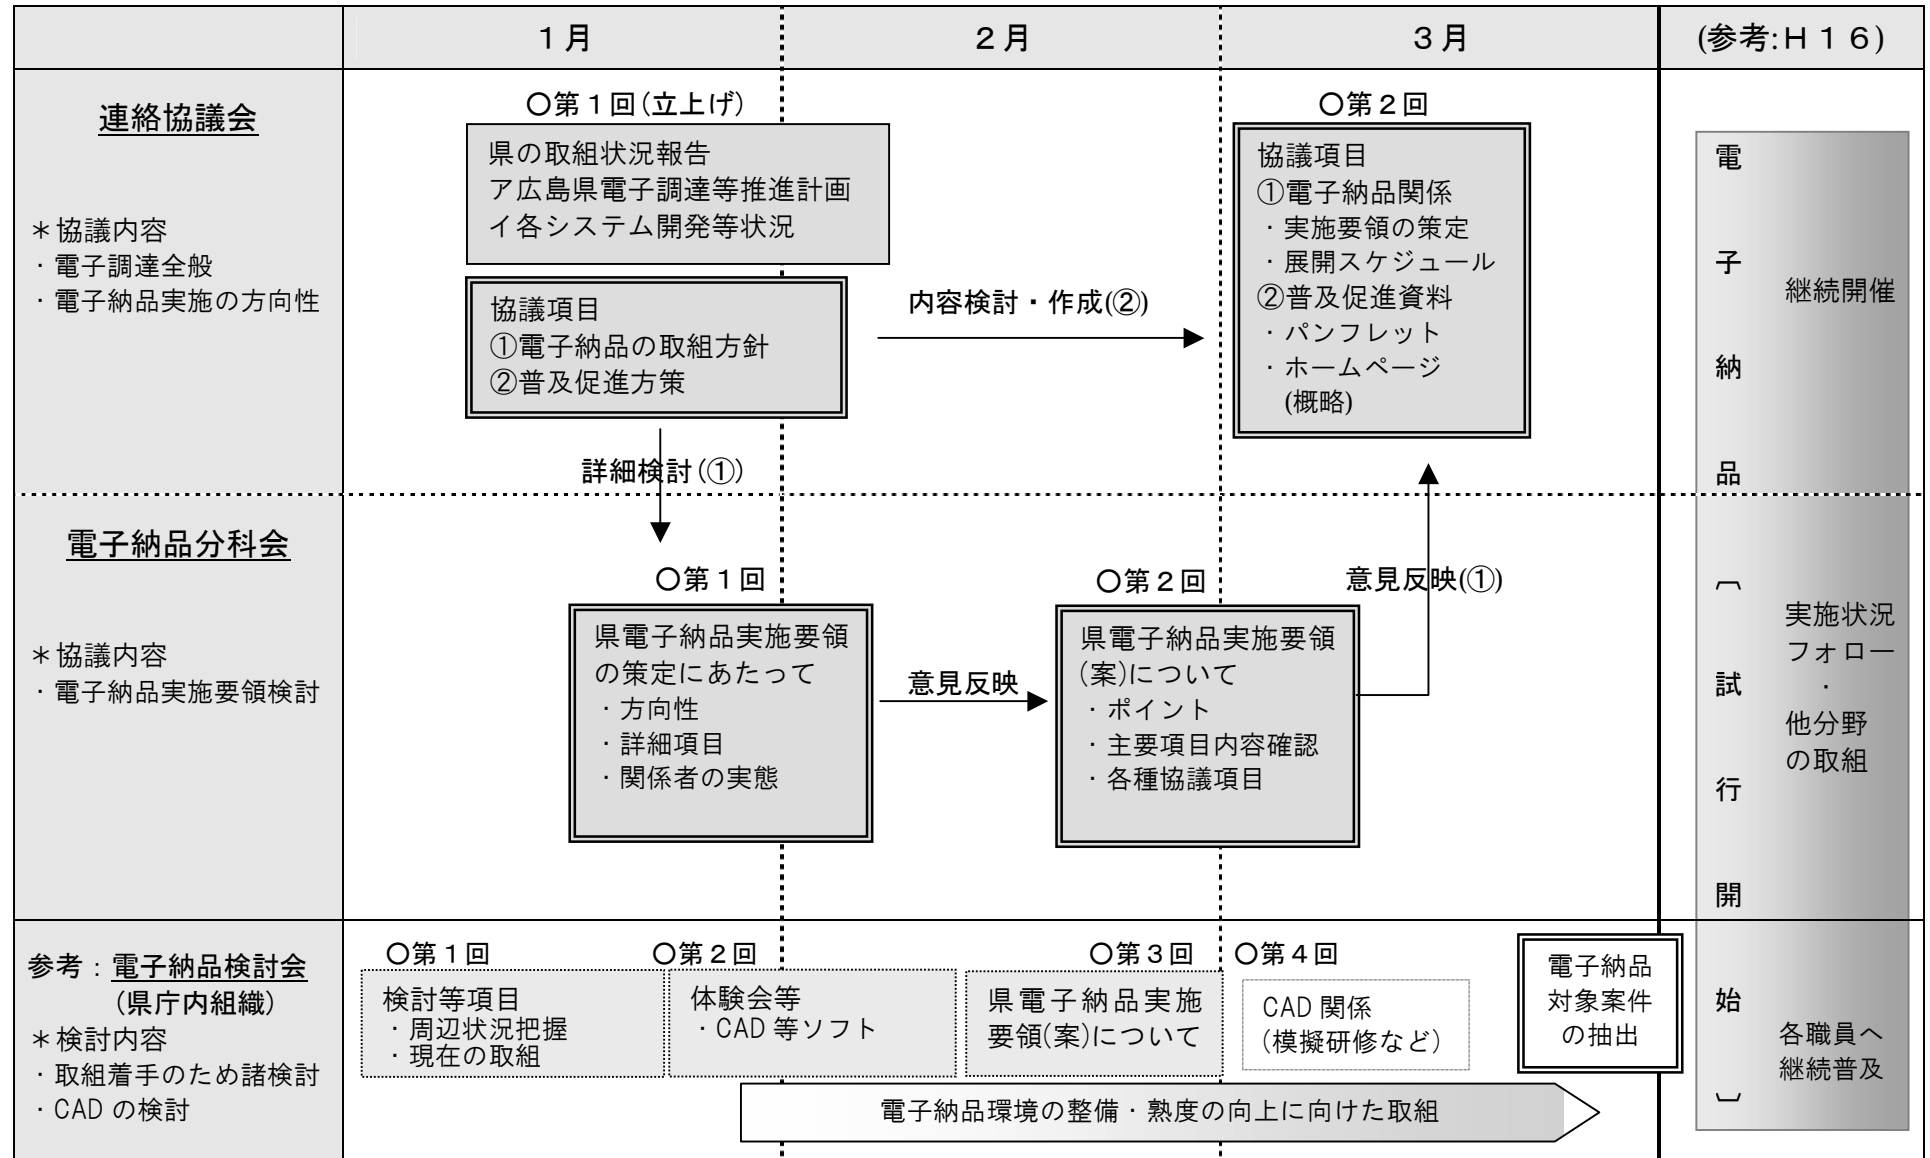 1月
2月
3月
(参考:H16)
連絡協議会
＊協議内容
・電子調達全般
・電子納品実施の方向性
〇第1回(立上げ)
県の取組状況報告
ア広島県電子調達等推進計画
イ各システム開発等状況
協議項目
①電子納品の取組方針
②普及促進方策
内容検討・作成(②)
〇第2回
協議項目
①電子納品関係
・実施要領の策定
・展開スケジュール
②普及促進資料
・パンフレット
・ホームページ
(概略)
詳細検討(①)
電子納品分科会
＊協議内容
・電子納品実施要領検討
〇第1回
県電子納品実施要領
の策定にあたって
・方向性
・詳細項目
・関係者の実態
意見反映
〇第2回
県電子納品実施要領
(案)について
・ポイント
・主要項目内容確認
・各種協議項目
意見反映(①)
参考：電子納品検討会
(県庁内組織)
＊検討内容
・取組着手のため諸検討
・CADの検討
〇第1回
検討等項目
・周辺状況把握
・現在の取組
〇第2回
体験会等
・CAD等ソフト
〇第3回
県電子納品実施
要領(案)について
〇第4回
CAD関係
(模擬研修など)
電子納品
対象案件
の抽出
電子納品環境の整備・熟度の向上に向けた取組
電子納品〔試行開始〕
継続開催
実施状況
フォロー
・
他分野
の取組
各職員へ
継続普及